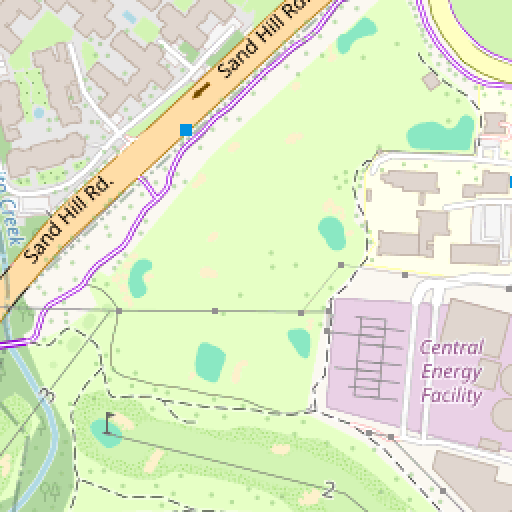 Sand Hill Rd.
Sand Hill Rd.
Creek
Central
Energy
Facility
3
2